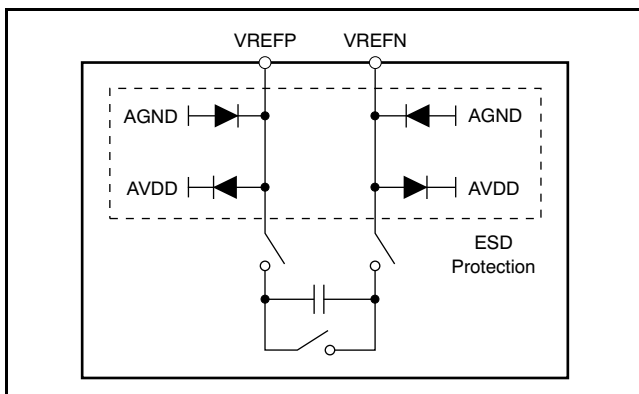 VREFP VREFN
AGND AGND
AVDD AVDD
ESD
Protection